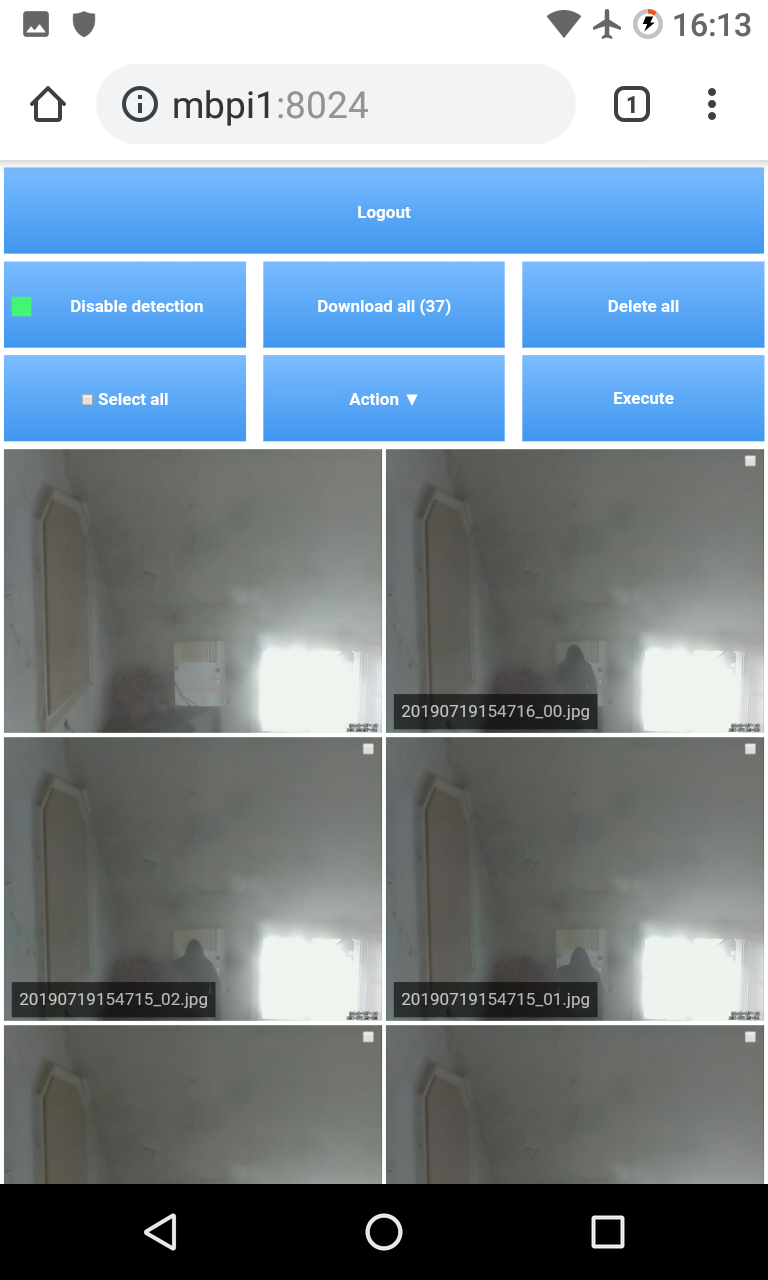 16:13
mbpi1:8024
1
Logout
Disable detection
Download all (37)
Delete all
Select all
Action ▼
Execute
20190719154716_00.jpg
20190719154715_02.jpg
20190719154715_01.jpg